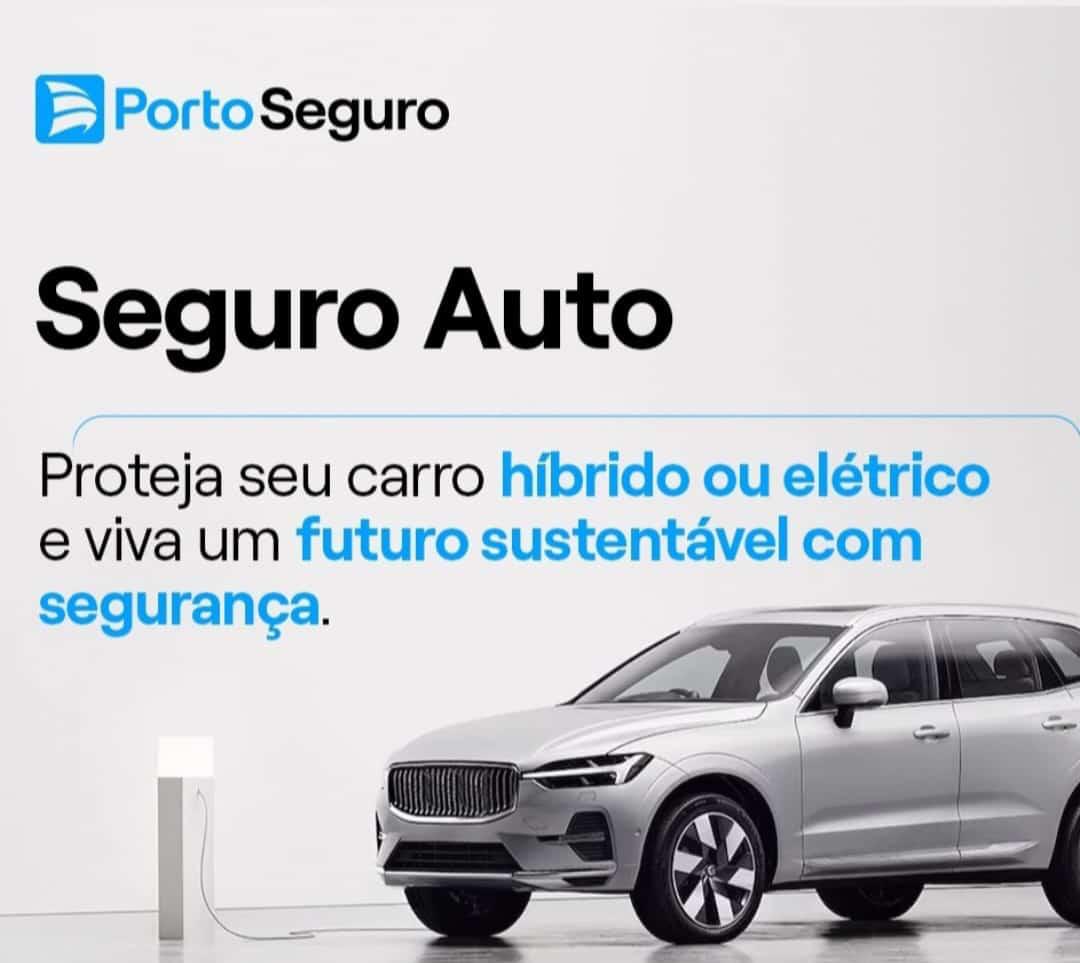 Porto Seguro
Seguro Auto
Proteja seu carro híbrido ou elétrico
e viva um futuro sustentável com
segurança.